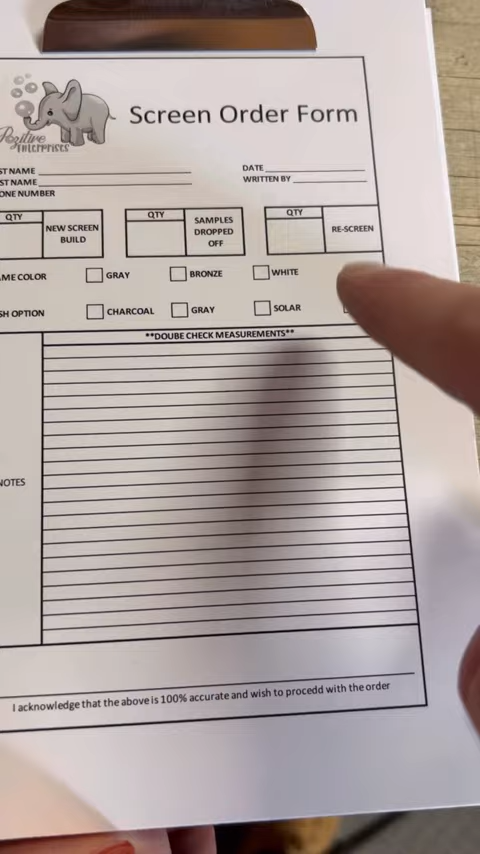 Pozitive
Enterprises
Screen Order Form
ST NAME
DATE
ST NAME
WRITTEN BY
ONE NUMBER
QTY
NEW SCREEN
BUILD
QTY
SAMPLES
DROPPED
OFF
QTY
RE-SCREEN
ME COLOR GRAY BRONZE WHITE
SH OPTION CHARCOAL GRAY SOLAR
**DOUBE CHECK MEASUREMENTS**
NOTES
I acknowledge that the above is 100% accurate and wish to procedd with the order